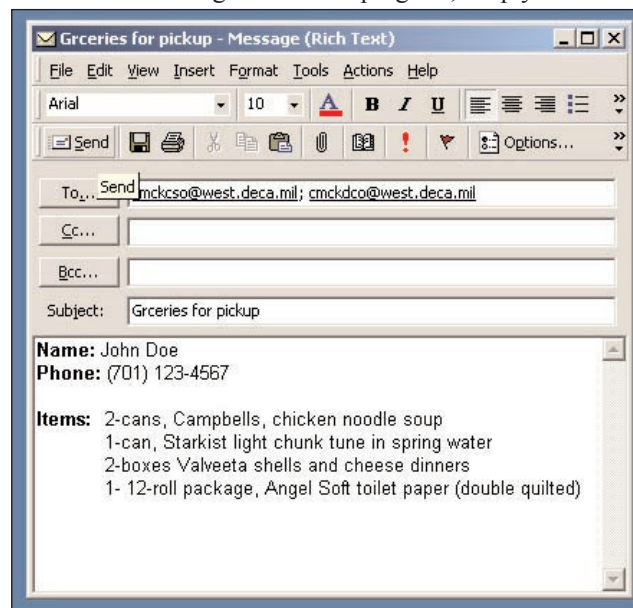 Grceries for pickup - Message (Rich Text)
File Edit View Insert Format Tools Actions Help
Arial 10 A B I U
Send Options...
To... mckcso@west.deca.mil; cmckdco@west.deca.mil
Send
Cc...
Bcc...
Subject: Grceries for pickup
Name: John Doe
Phone: (701) 123-4567
Items: 2-cans, Campbells, chicken noodle soup
1-can, Starkist light chunk tune in spring water
2-boxes Valveeta shells and cheese dinners
1- 12-roll package, Angel Soft toilet paper (double quilted)